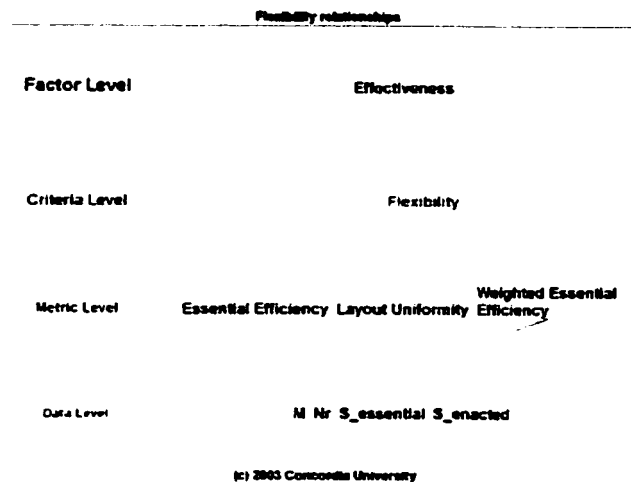 Flexibility relationships
Factor Level Effectiveness
Criteria Level Flexibility
Metric Level Essential Efficiency Layout Uniformity Weighted Essential Efficiency
Data Level M Nr S_essential S_enacted
(c) 2003 Concordia University